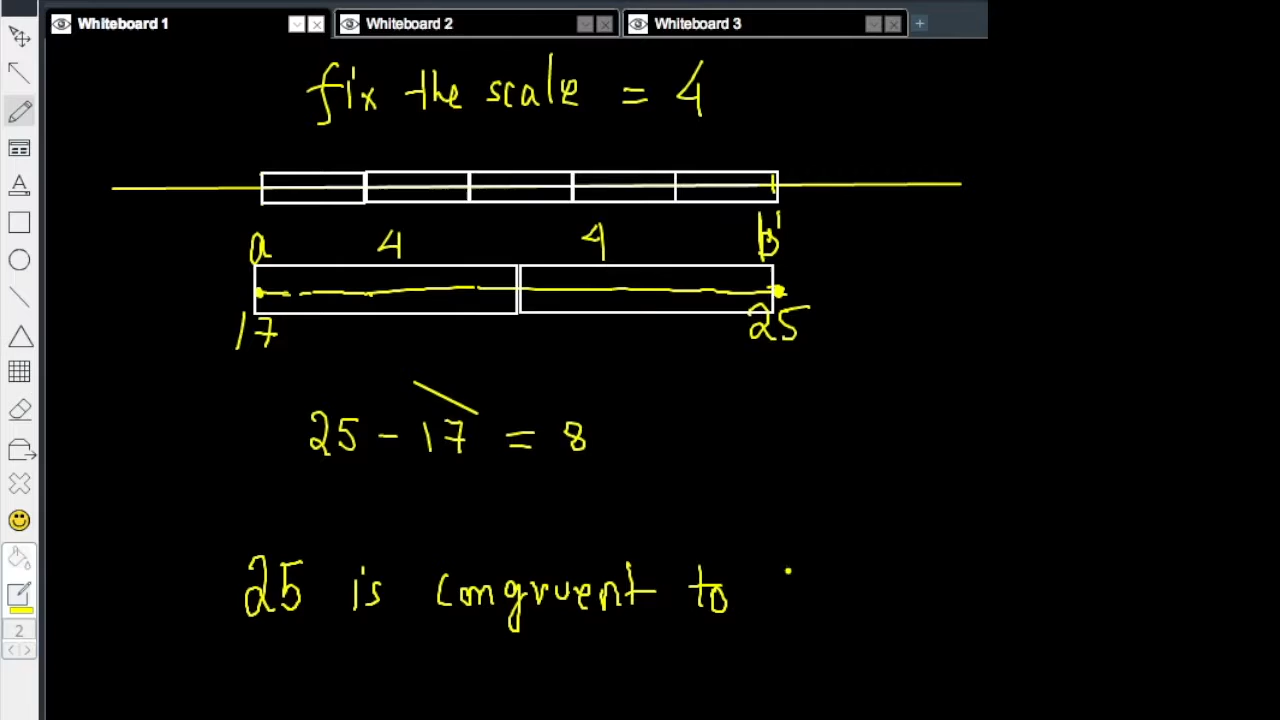 Whiteboard 1 Whiteboard 2 Whiteboard 3
fix the scale = 4
a 4 4 b
17 25
25 - 17 = 8
25 is congruent to
2